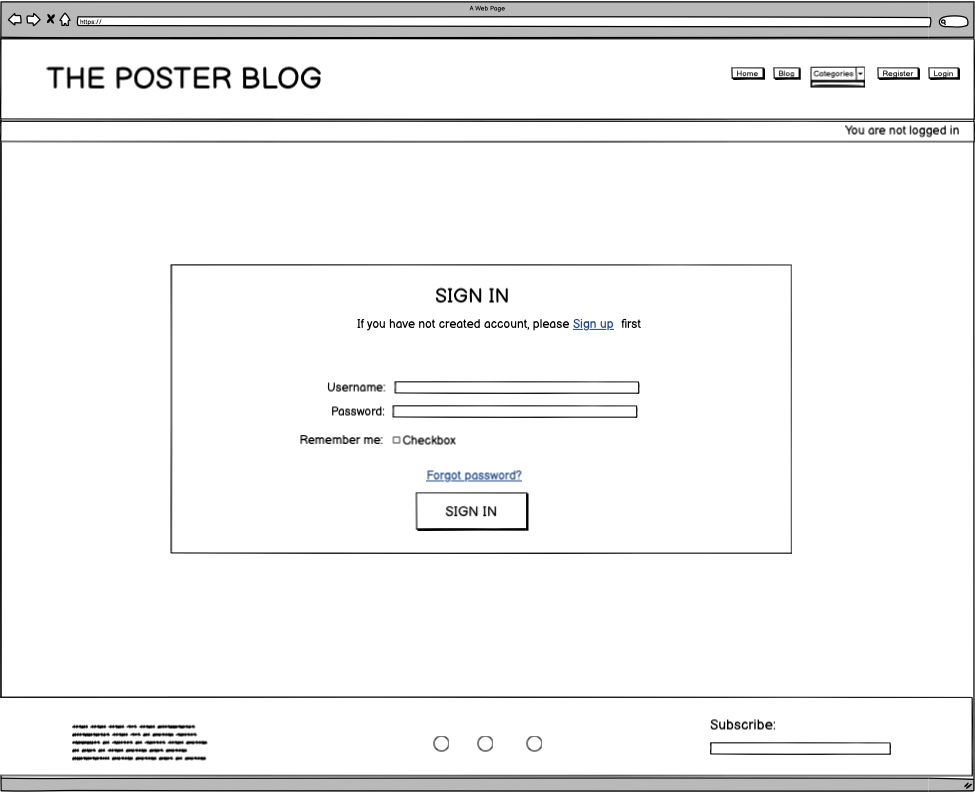 A Web Page
https://
THE POSTER BLOG
Home Blog Categories Register Login
You are not logged in
SIGN IN
If you have not created account, please Sign up first
Username:
Password:
Remember me: Checkbox
Forgot password?
SIGN IN
Subscribe: